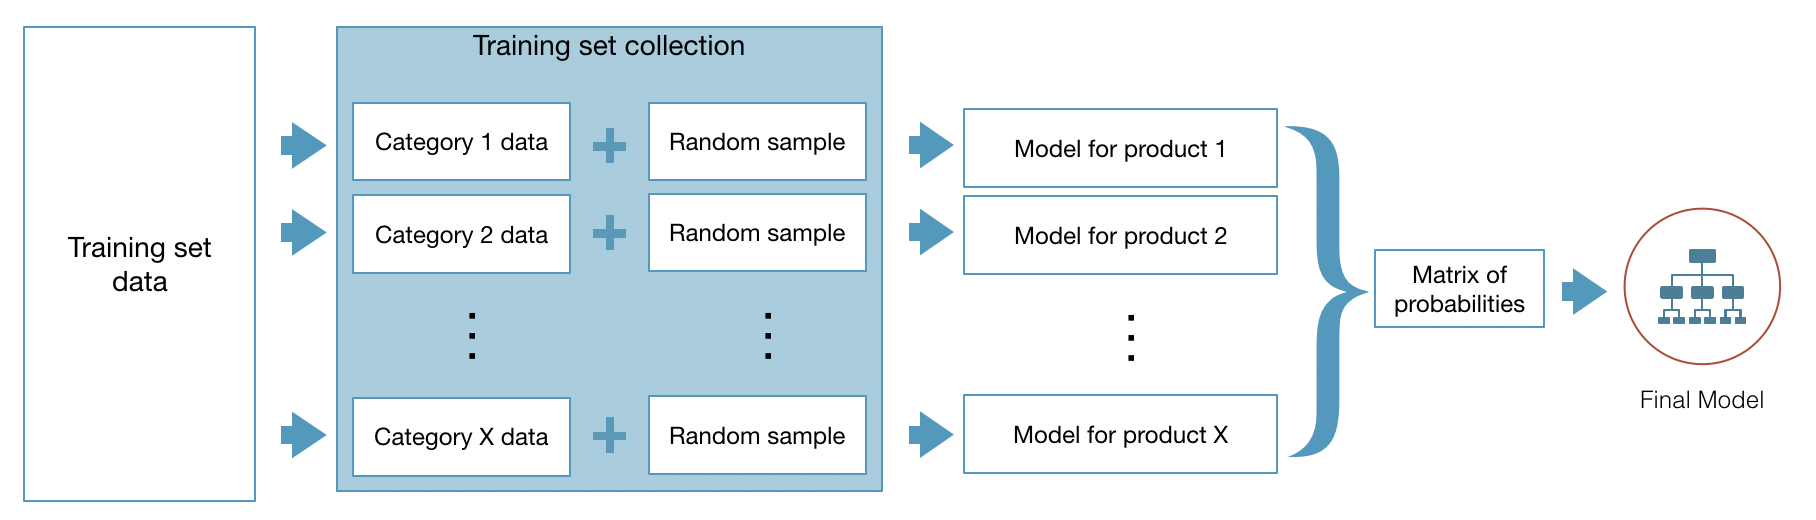 Training set collection
Training set
data
Category 1 data
Random sample
Model for product 1
Category 2 data
Random sample
Model for product 2
Category X data
Random sample
Model for product X
Matrix of
probabilities
Final Model